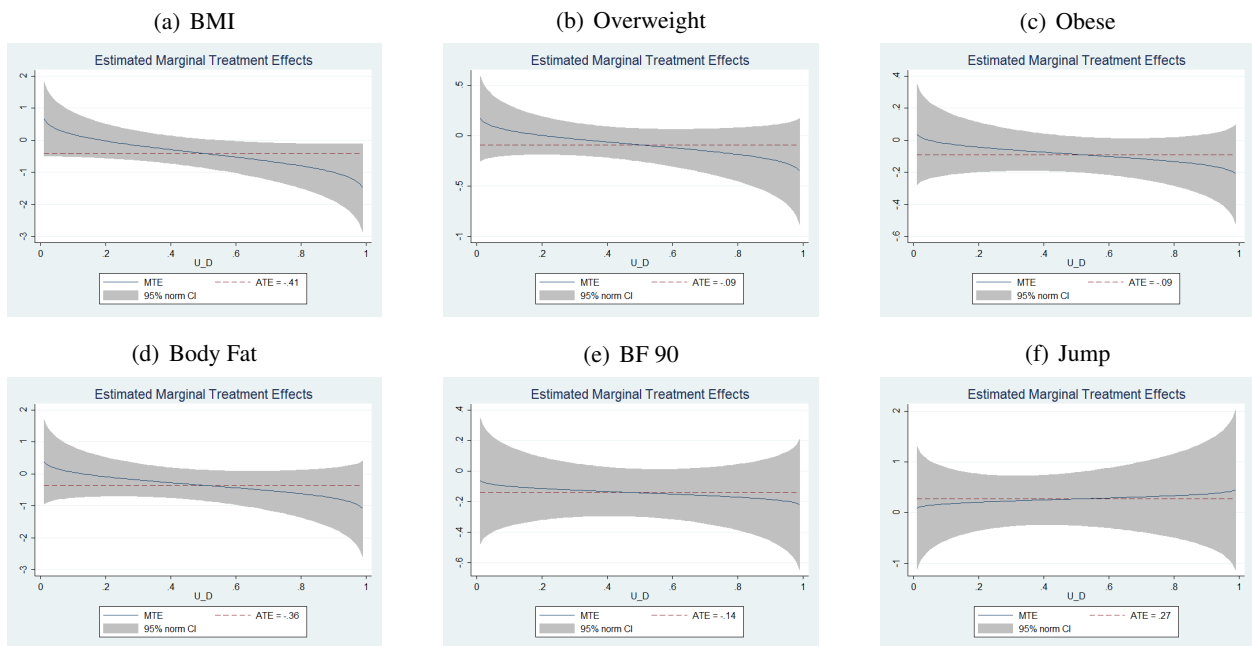 (a) BMI
Estimated Marginal Treatment Effects
2
1
0
-1
-2
-3
0 .2 .4 .6 .8 1
U_D
MTE ATE = -.41
95% norm CI
(b) Overweight
Estimated Marginal Treatment Effects
.5
0
-.5
-1
0 .2 .4 .6 .8 1
U_D
MTE ATE = -.09
95% norm CI
(c) Obese
Estimated Marginal Treatment Effects
.4
.2
0
-.2
-.4
-.6
0 .2 .4 .6 .8 1
U_D
MTE ATE = -.09
95% norm CI
(d) Body Fat
Estimated Marginal Treatment Effects
2
1
0
-1
-2
-3
0 .2 .4 .6 .8 1
U_D
MTE ATE = -.36
95% norm CI
(e) BF 90
Estimated Marginal Treatment Effects
.4
.2
0
-.2
-.4
-.6
0 .2 .4 .6 .8 1
U_D
MTE ATE = -.14
95% norm CI
(f) Jump
Estimated Marginal Treatment Effects
2
1
0
-1
0 .2 .4 .6 .8 1
U_D
MTE ATE = .27
95% norm CI